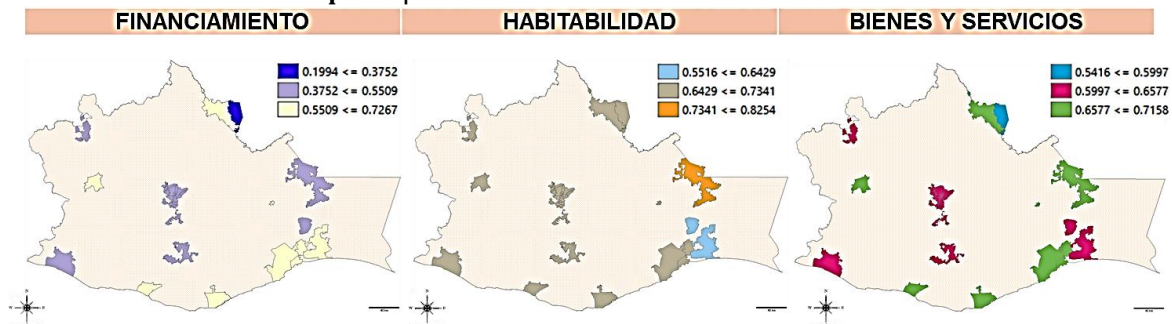 FINANCIAMIENTO
0.1994 <= 0.3752
0.3752 <= 0.5509
0.5509 <= 0.7267
HABITABILIDAD
0.5516 <= 0.6429
0.6429 <= 0.7341
0.7341 <= 0.8254
BIENES Y SERVICIOS
0.5416 <= 0.5997
0.5997 <= 0.6577
0.6577 <= 0.7158